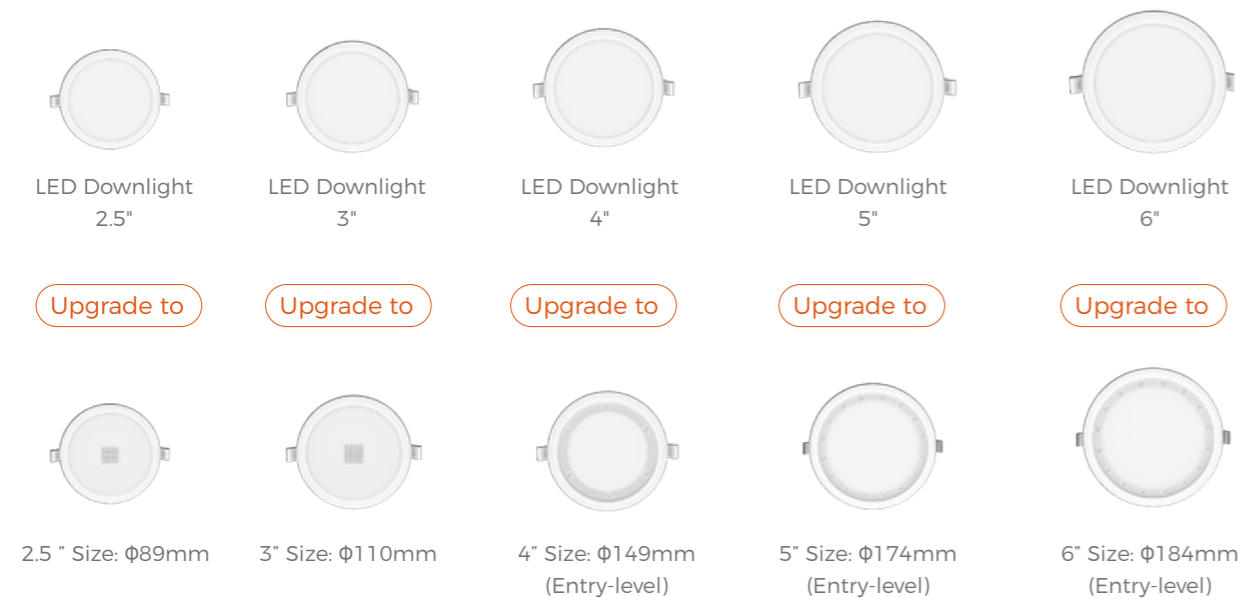 LED Downlight
2.5"
LED Downlight
3"
LED Downlight
4"
LED Downlight
5"
LED Downlight
6"
Upgrade to
Upgrade to
Upgrade to
Upgrade to
Upgrade to
2.5 ” Size: Φ89mm
3” Size: Φ110mm
4” Size: Φ149mm
(Entry-level)
5” Size: Φ174mm
(Entry-level)
6” Size: Φ184mm
(Entry-level)